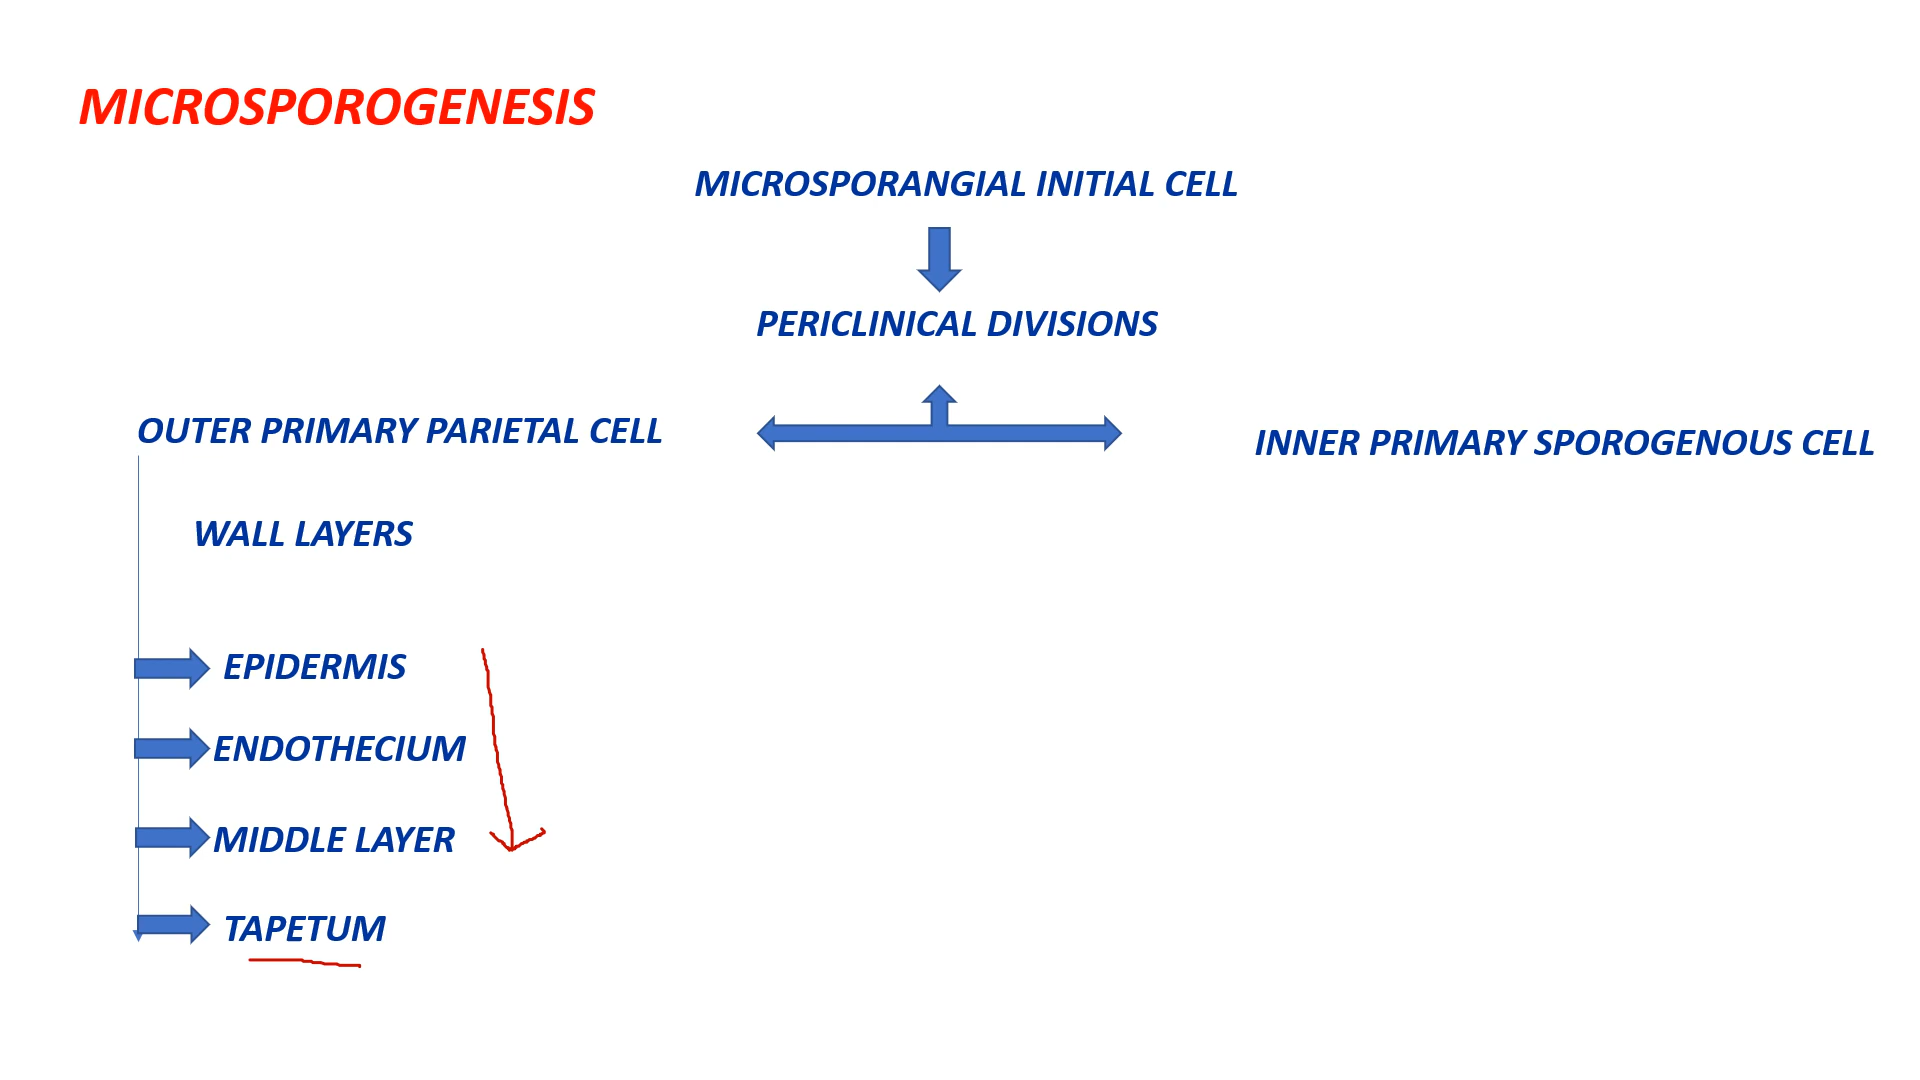 MICROSPOROGENESIS
MICROSPORANGIAL INITIAL CELL
PERICLINICAL DIVISIONS
OUTER PRIMARY PARIETAL CELL
INNER PRIMARY SPOROGENOUS CELL
WALL LAYERS
EPIDERMIS
ENDOTHECIUM
MIDDLE LAYER
TAPETUM